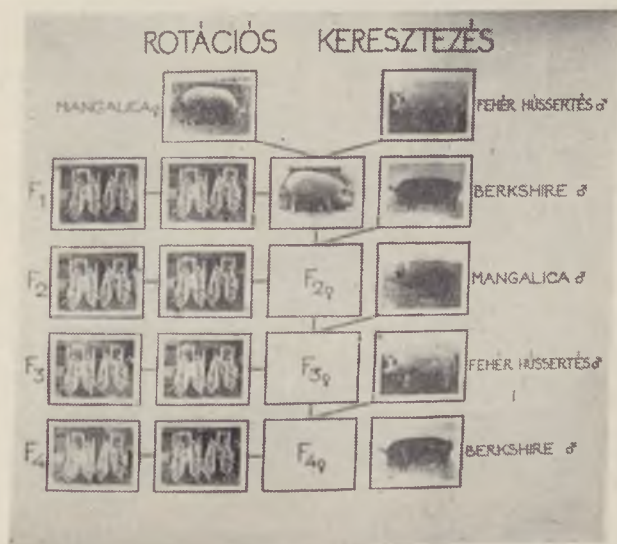 ROTÁCIÓS KERESZTEZÉS
MANGALICA♀
FEHÉR HÚSSERTÉS ♂
F1
BERKSHIRE ♂
F2
F2♀
MANGALICA ♂
F3
F3♀
FEHÉR HÚSSERTÉS ♂
F4
F4♀
BERKSHIRE ♂